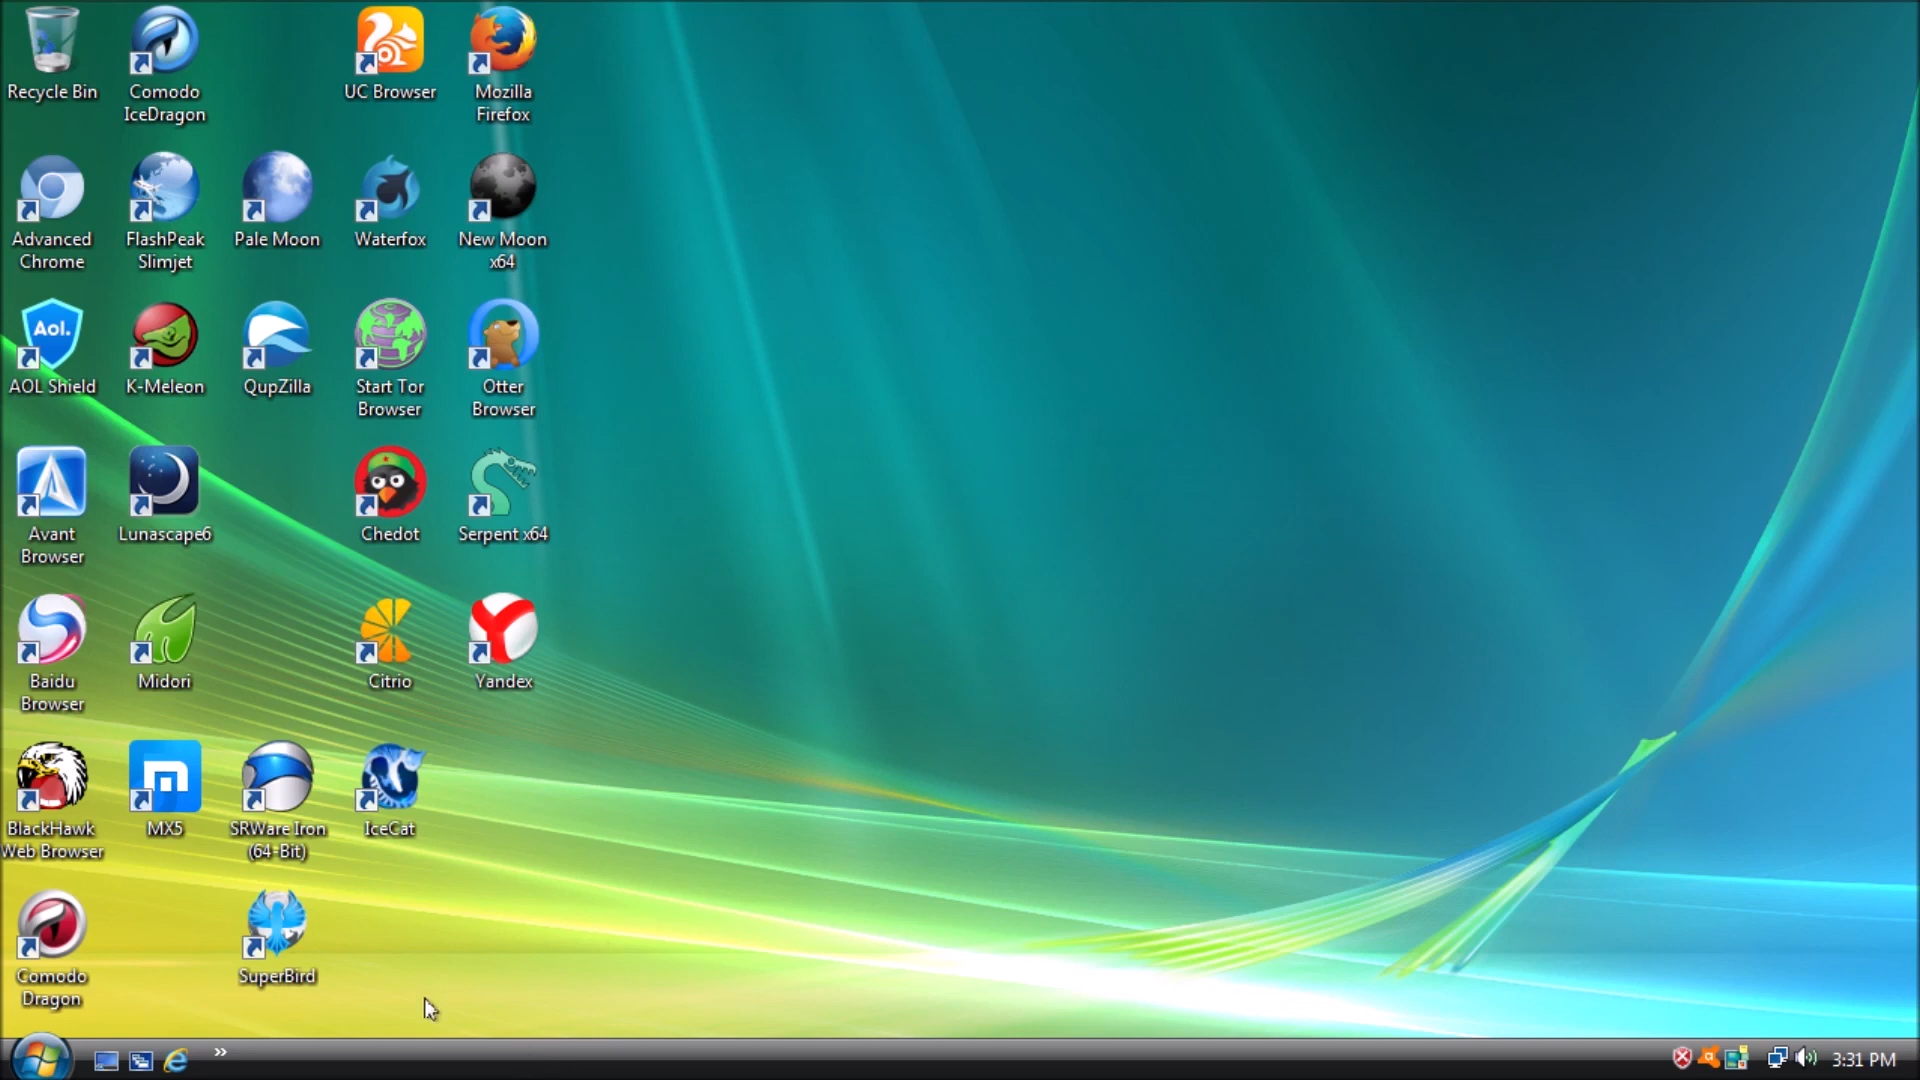 Recycle Bin
Comodo
IceDragon
UC Browser
Mozilla
Firefox
Advanced
Chrome
FlashPeak
Slimjet
Pale Moon
Waterfox
New Moon
x64
Aol.
AOL Shield
K-Meleon
QupZilla
Start Tor
Browser
Otter
Browser
Avant
Browser
Lunascape6
Chedot
Serpent x64
Baidu
Browser
Midori
Citrio
Yandex
BlackHawk
Web Browser
MX5
SRWare Iron
(64-Bit)
IceCat
Comodo
Dragon
SuperBird
3:31 PM